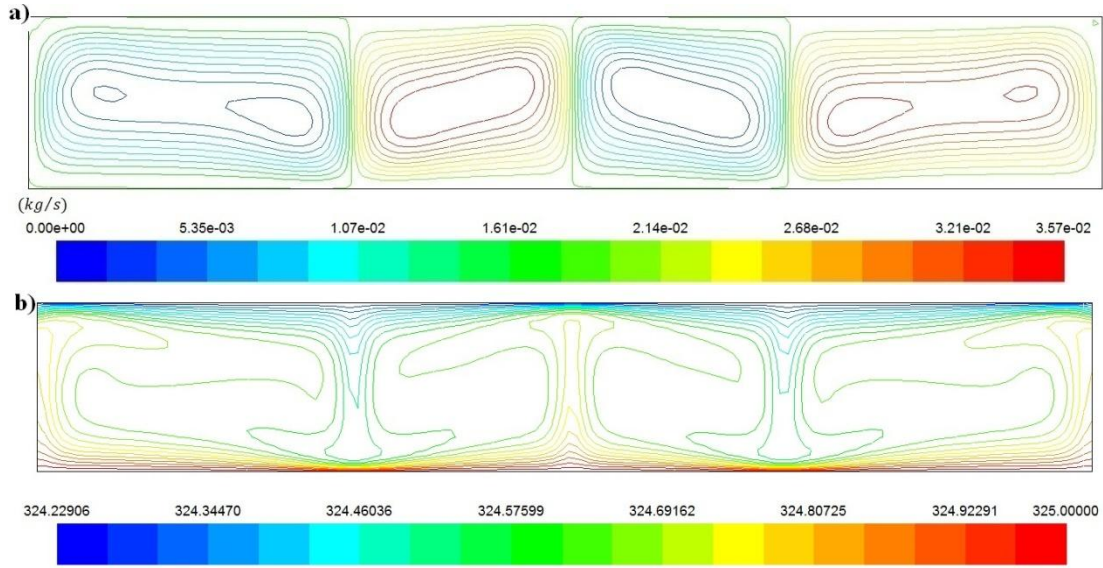 a)
(kg/s)
0.00e+00 5.35e-03 1.07e-02 1.61e-02 2.14e-02 2.68e-02 3.21e-02 3.57e-02
b)
324.22906 324.34470 324.46036 324.57599 324.69162 324.80725 324.92291 325.00000